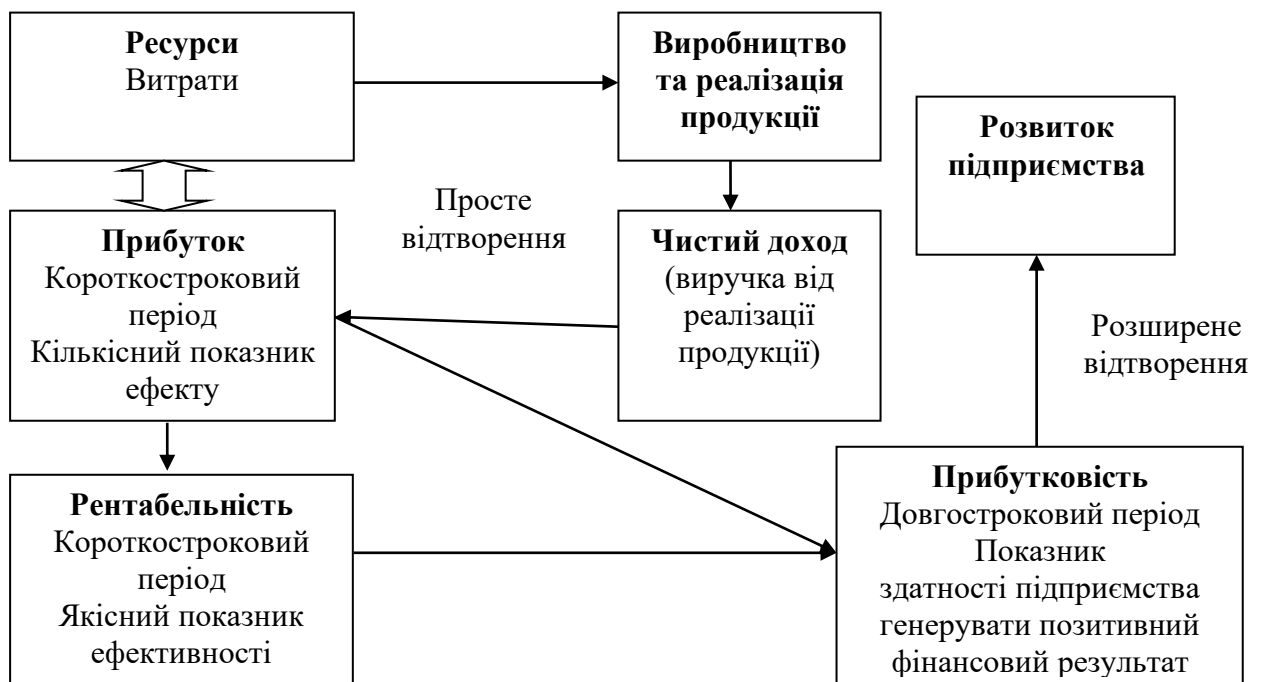 Ресурси
Витрати
Виробництво
та реалізація
продукції
Розвиток
підприємства
Просте
відтворення
Прибуток
Короткостроковий
період
Кількісний показник
ефекту
Чистий доход
(виручка від
реалізації
продукції)
Розширене
відтворення
Рентабельність
Короткостроковий
період
Якісний показник
ефективності
Прибутковість
Довгостроковий період
Показник
здатності підприємства
генерувати позитивний
фінансовий результат